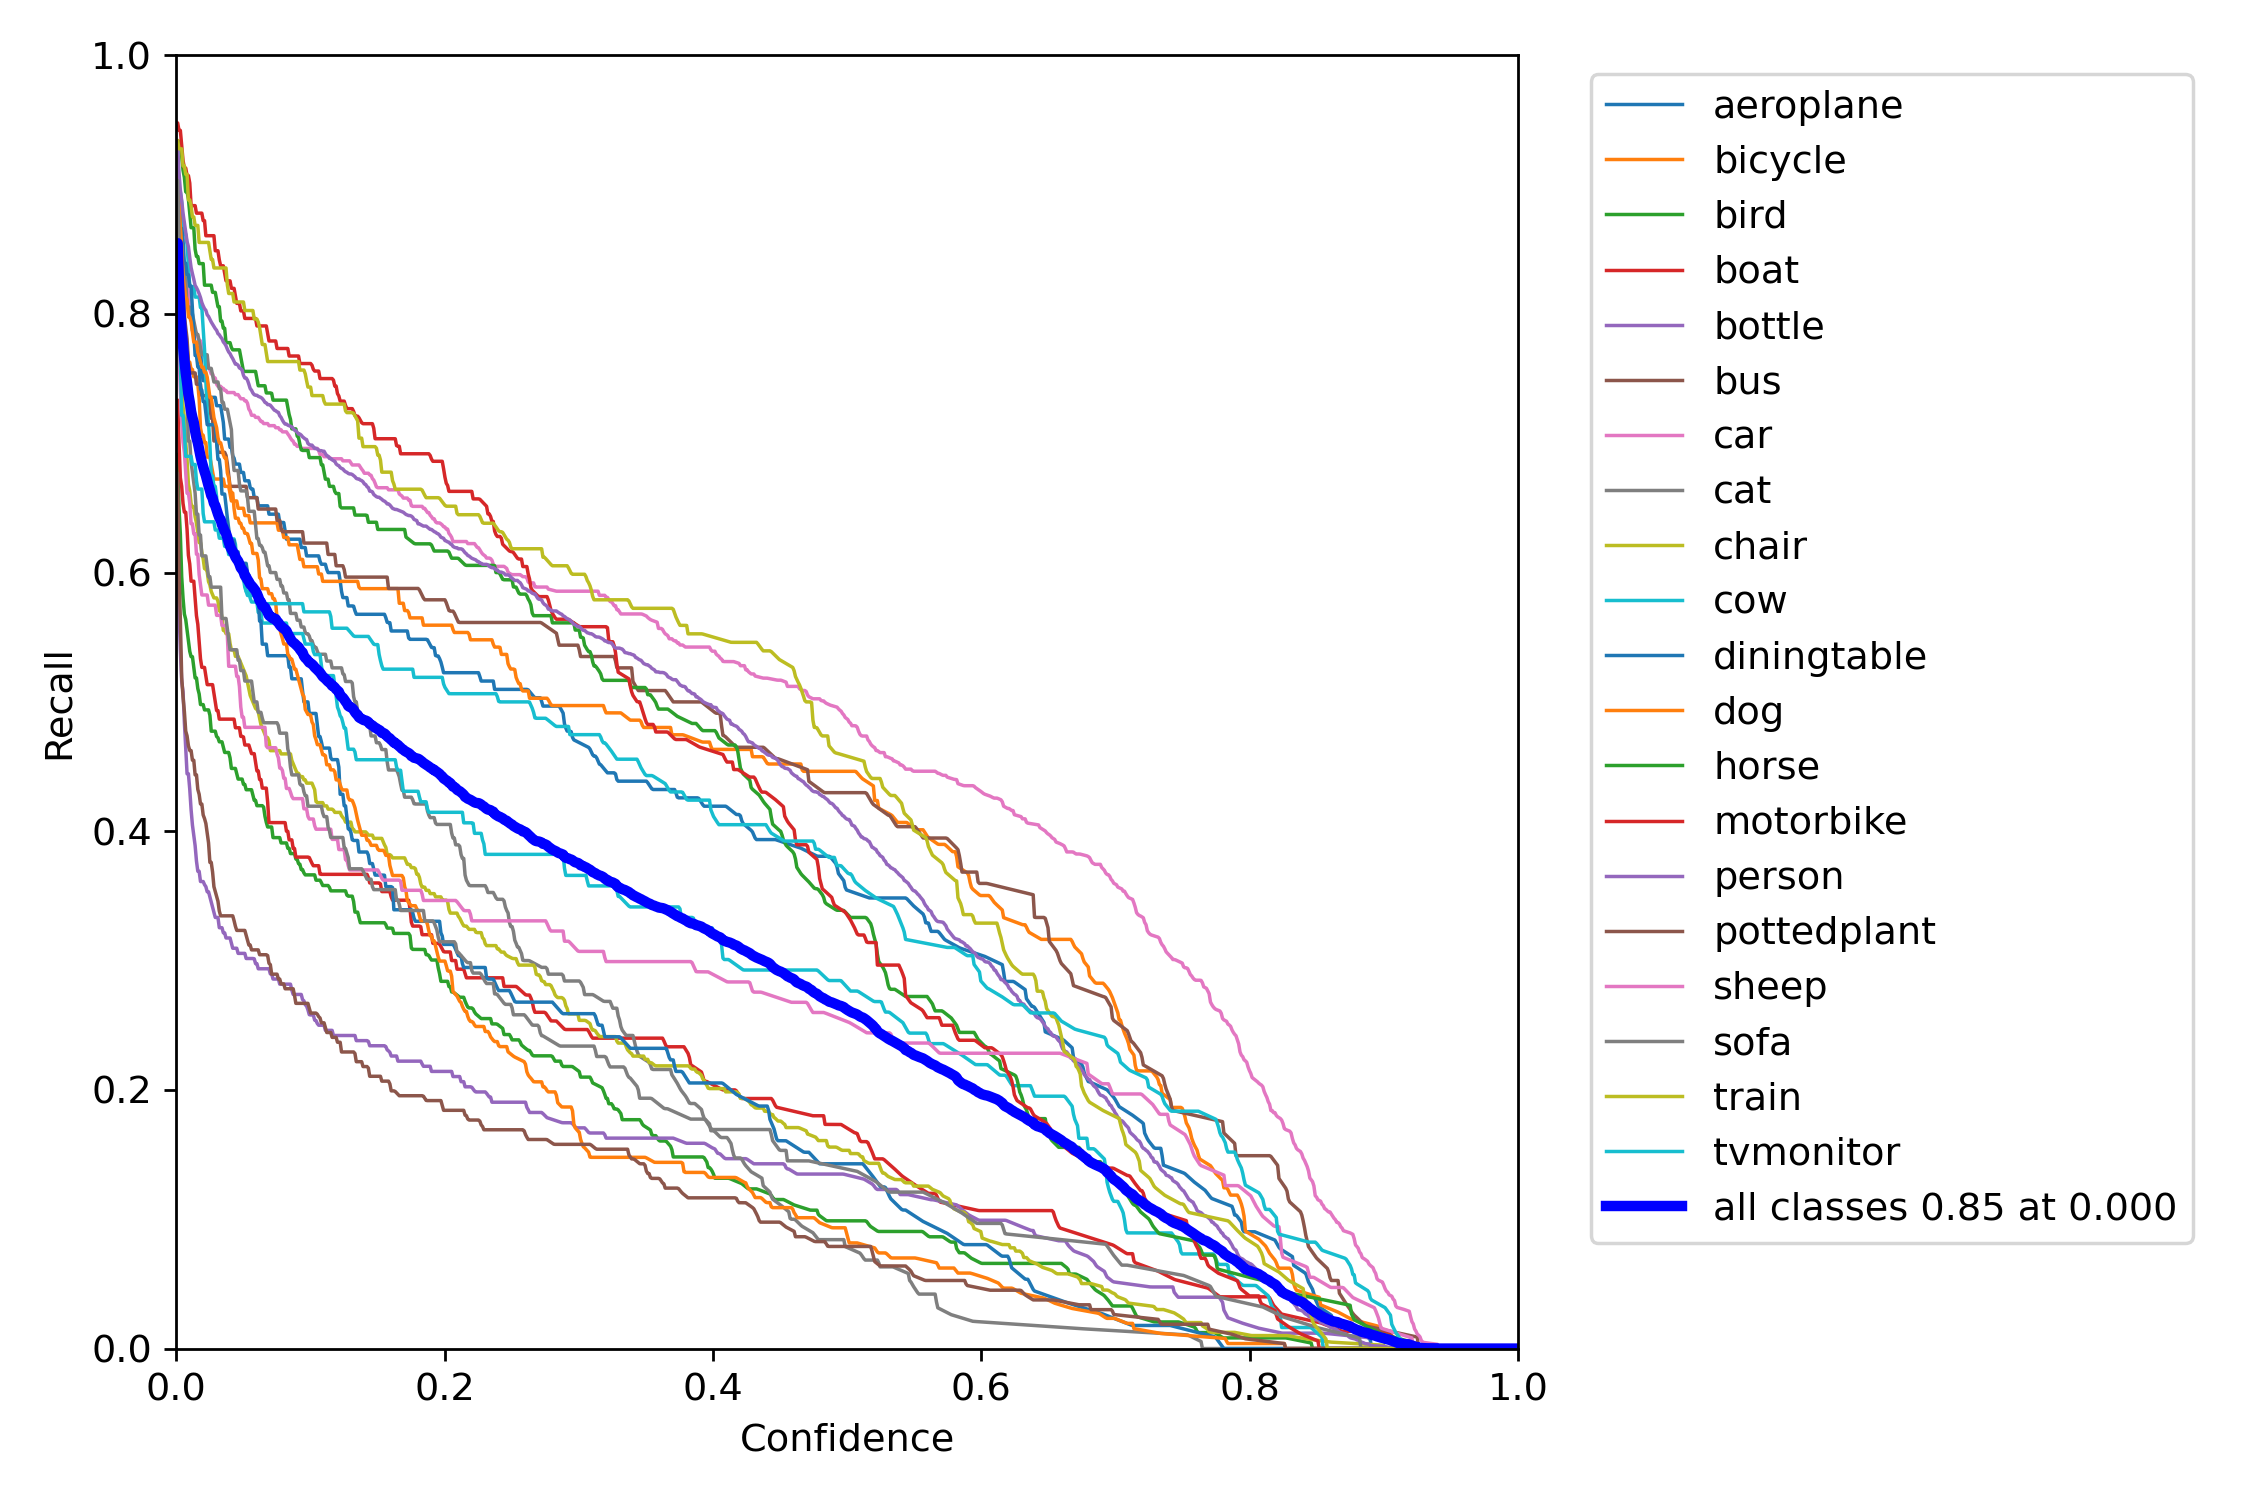 1.0
0.8
0.6
0.4
0.2
0.0
Recall
0.0 0.2 0.4 0.6 0.8 1.0
Confidence
aeroplane
bicycle
bird
boat
bottle
bus
car
cat
chair
cow
diningtable
dog
horse
motorbike
person
pottedplant
sheep
sofa
train
tvmonitor
all classes 0.85 at 0.000